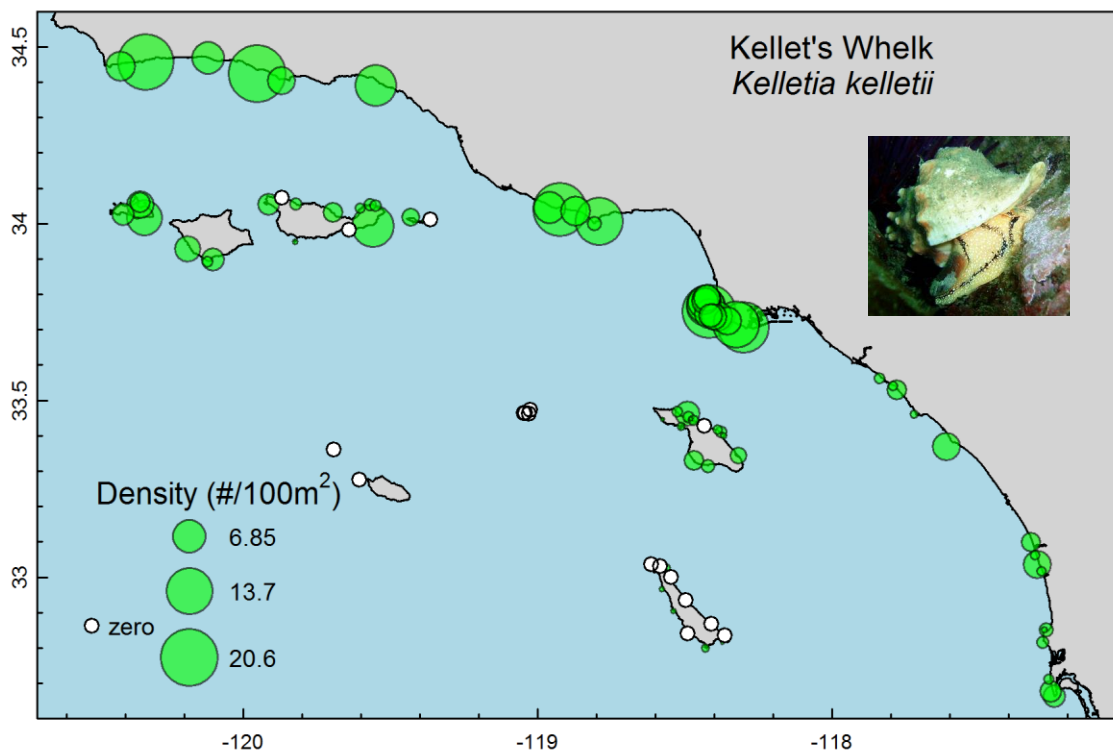 Kellet's Whelk
Kelletia kelletii
34.5
34
33.5
33
Density (#/100m²)
6.85
13.7
zero
20.6
-120
-119
-118